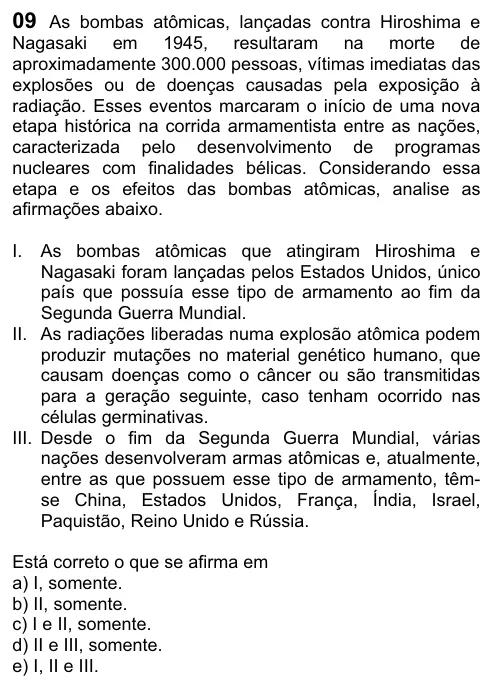 09 As bombas atômicas, lançadas contra Hiroshima e
Nagasaki em 1945, resultaram na morte de
aproximadamente 300.000 pessoas, vítimas imediatas das
explosões ou de doenças causadas pela exposição à
radiação. Esses eventos marcaram o início de uma nova
etapa histórica na corrida armamentista entre as nações,
caracterizada pelo desenvolvimento de programas
nucleares com finalidades bélicas. Considerando essa
etapa e os efeitos das bombas atômicas, analise as
afirmações abaixo.
I. As bombas atômicas que atingiram Hiroshima e
Nagasaki foram lançadas pelos Estados Unidos, único
país que possuía esse tipo de armamento ao fim da
Segunda Guerra Mundial.
II. As radiações liberadas numa explosão atômica podem
produzir mutações no material genético humano, que
causam doenças como o câncer ou são transmitidas
para a geração seguinte, caso tenham ocorrido nas
células germinativas.
III. Desde o fim da Segunda Guerra Mundial, várias
nações desenvolveram armas atômicas e, atualmente,
entre as que possuem esse tipo de armamento, têm-
se China, Estados Unidos, França, Índia, Israel,
Paquistão, Reino Unido e Rússia.
Está correto o que se afirma em
a) I, somente.
b) II, somente.
c) I e II, somente.
d) II e III, somente.
e) I, II e III.